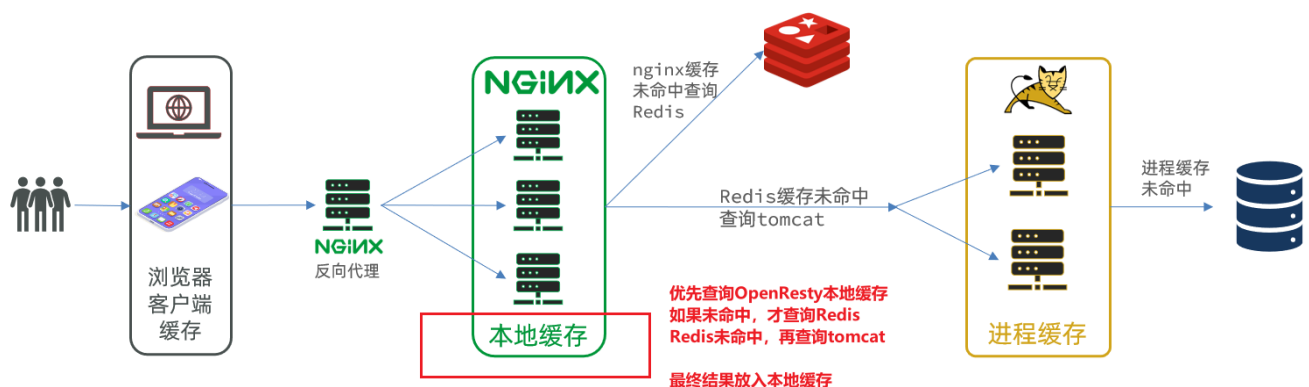 浏览器
客户端
缓存
NGINX
反向代理
NGINX
本地缓存
nginx缓存
未命中查询
Redis
Redis缓存未命中
查询tomcat
优先查询OpenResty本地缓存
如果未命中，才查询Redis
Redis未命中，再查询tomcat
最终结果放入本地缓存
进程缓存
进程缓存
未命中